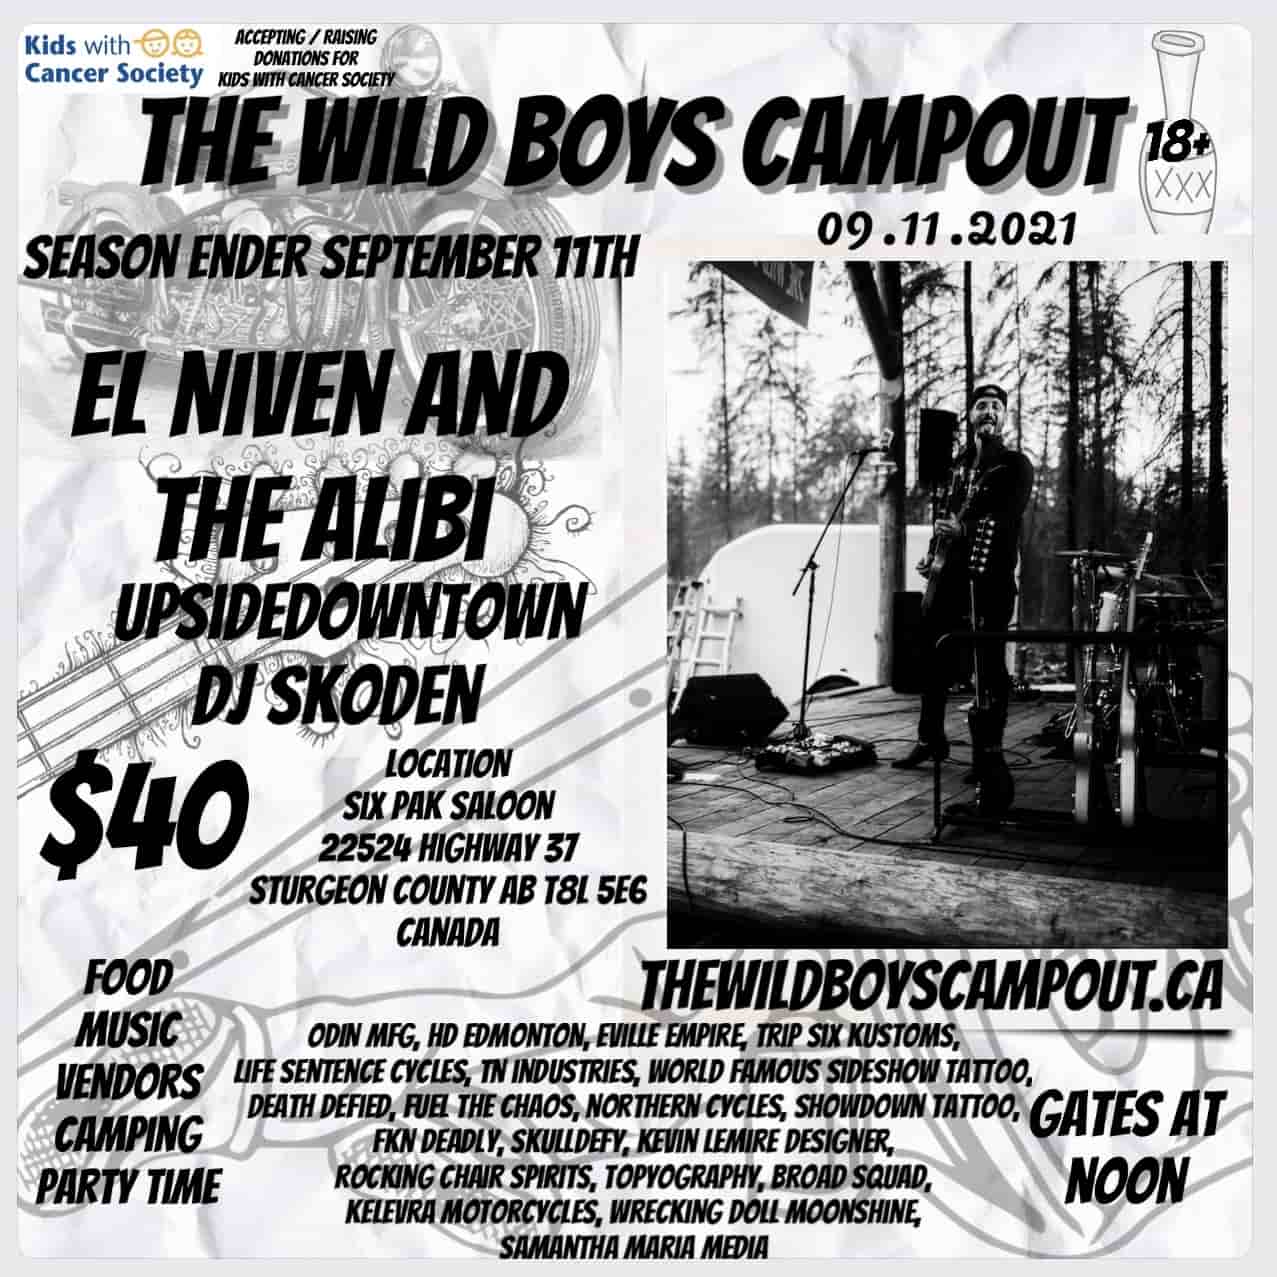 Kids with
Cancer Society
ACCEPTING / RAISING
DONATIONS FOR
KIDS WITH CANCER SOCIETY
THE WILD BOYS CAMPOUT
18+
XXX
09.11.2021
SEASON ENDER SEPTEMBER 11TH
EL NIVEN AND
THE ALIBI
UPSIDEDOWNTOWN
DJ SKODEN
$40
LOCATION
SIX PAK SALOON
22524 HIGHWAY 37
STURGEON COUNTY AB T8L 5E6
CANADA
FOOD
MUSIC
VENDORS
CAMPING
PARTY TIME
THEWILDBOYSCAMPOUT.CA
ODIN MFG, HD EDMONTON, EVILLE EMPIRE, TRIP SIX KUSTOMS,
LIFE SENTENCE CYCLES, TN INDUSTRIES, WORLD FAMOUS SIDESHOW TATTOO,
DEATH DEFIED, FUEL THE CHAOS, NORTHERN CYCLES, SHOWDOWN TATTOO,
FKN DEADLY, SKULLDEFY, KEVIN LEMIRE DESIGNER,
ROCKING CHAIR SPIRITS, TOPYOGRAPHY, BROAD SQUAD,
KELEVRA MOTORCYCLES, WRECKING DOLL MOONSHINE,
SAMANTHA MARIA MEDIA
GATES AT
NOON